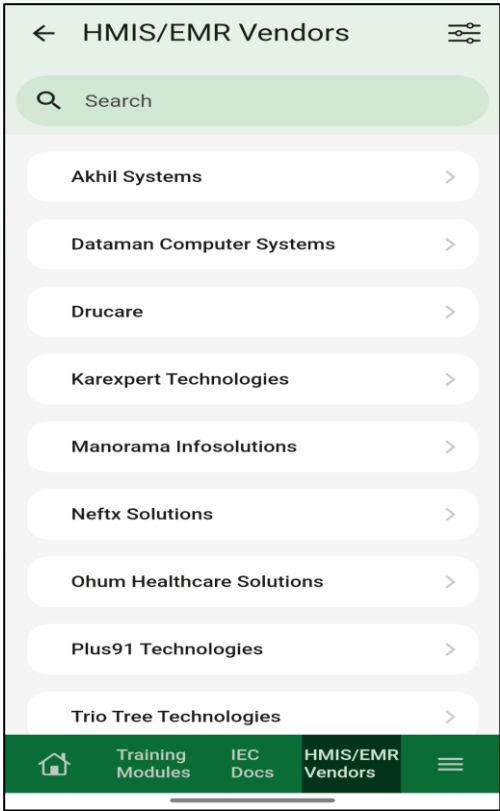 HMIS/EMR Vendors
Search
Akhil Systems
Dataman Computer Systems
Drucare
Karexpert Technologies
Manorama Infosolutions
Neftx Solutions
Ohum Healthcare Solutions
Plus91 Technologies
Trio Tree Technologies
Training
Modules
IEC
Docs
HMIS/EMR
Vendors